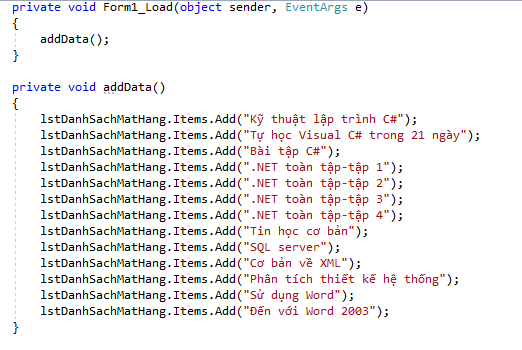 private void Form1_Load(object sender, EventArgs e)
{
    addData();
}

private void addData()
{
    lstDanhSachMatHang.Items.Add("Kỹ thuật lập trình C#");
    lstDanhSachMatHang.Items.Add("Tự học Visual C# trong 21 ngày");
    lstDanhSachMatHang.Items.Add("Bài tập C#");
    lstDanhSachMatHang.Items.Add(".NET toàn tập-tập 1");
    lstDanhSachMatHang.Items.Add(".NET toàn tập-tập 2");
    lstDanhSachMatHang.Items.Add(".NET toàn tập-tập 3");
    lstDanhSachMatHang.Items.Add(".NET toàn tập-tập 4");
    lstDanhSachMatHang.Items.Add("Tin học cơ bản");
    lstDanhSachMatHang.Items.Add("SQL server");
    lstDanhSachMatHang.Items.Add("Cơ bản về XML");
    lstDanhSachMatHang.Items.Add("Phân tích thiết kế hệ thống");
    lstDanhSachMatHang.Items.Add("Sử dụng Word");
    lstDanhSachMatHang.Items.Add("Đến với Word 2003");
}